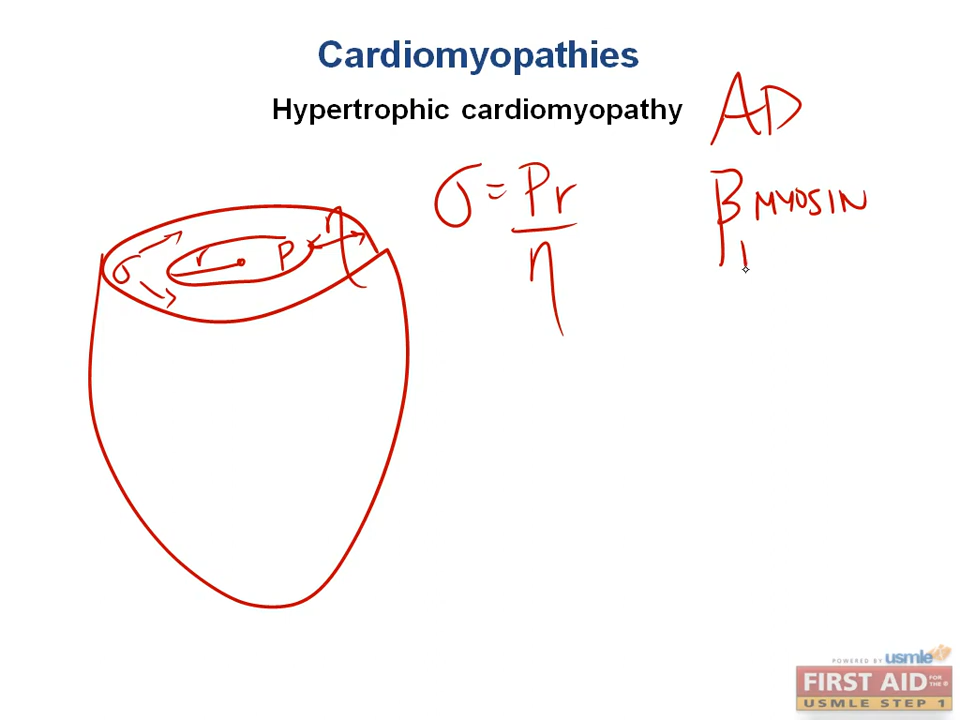 Cardiomyopathies
Hypertrophic cardiomyopathy
AD
σ = Pr
η
β MYOSIN
σ
r
P
η
POWERED BY usmle
FIRST AID FOR THE®
USMLE STEP 1